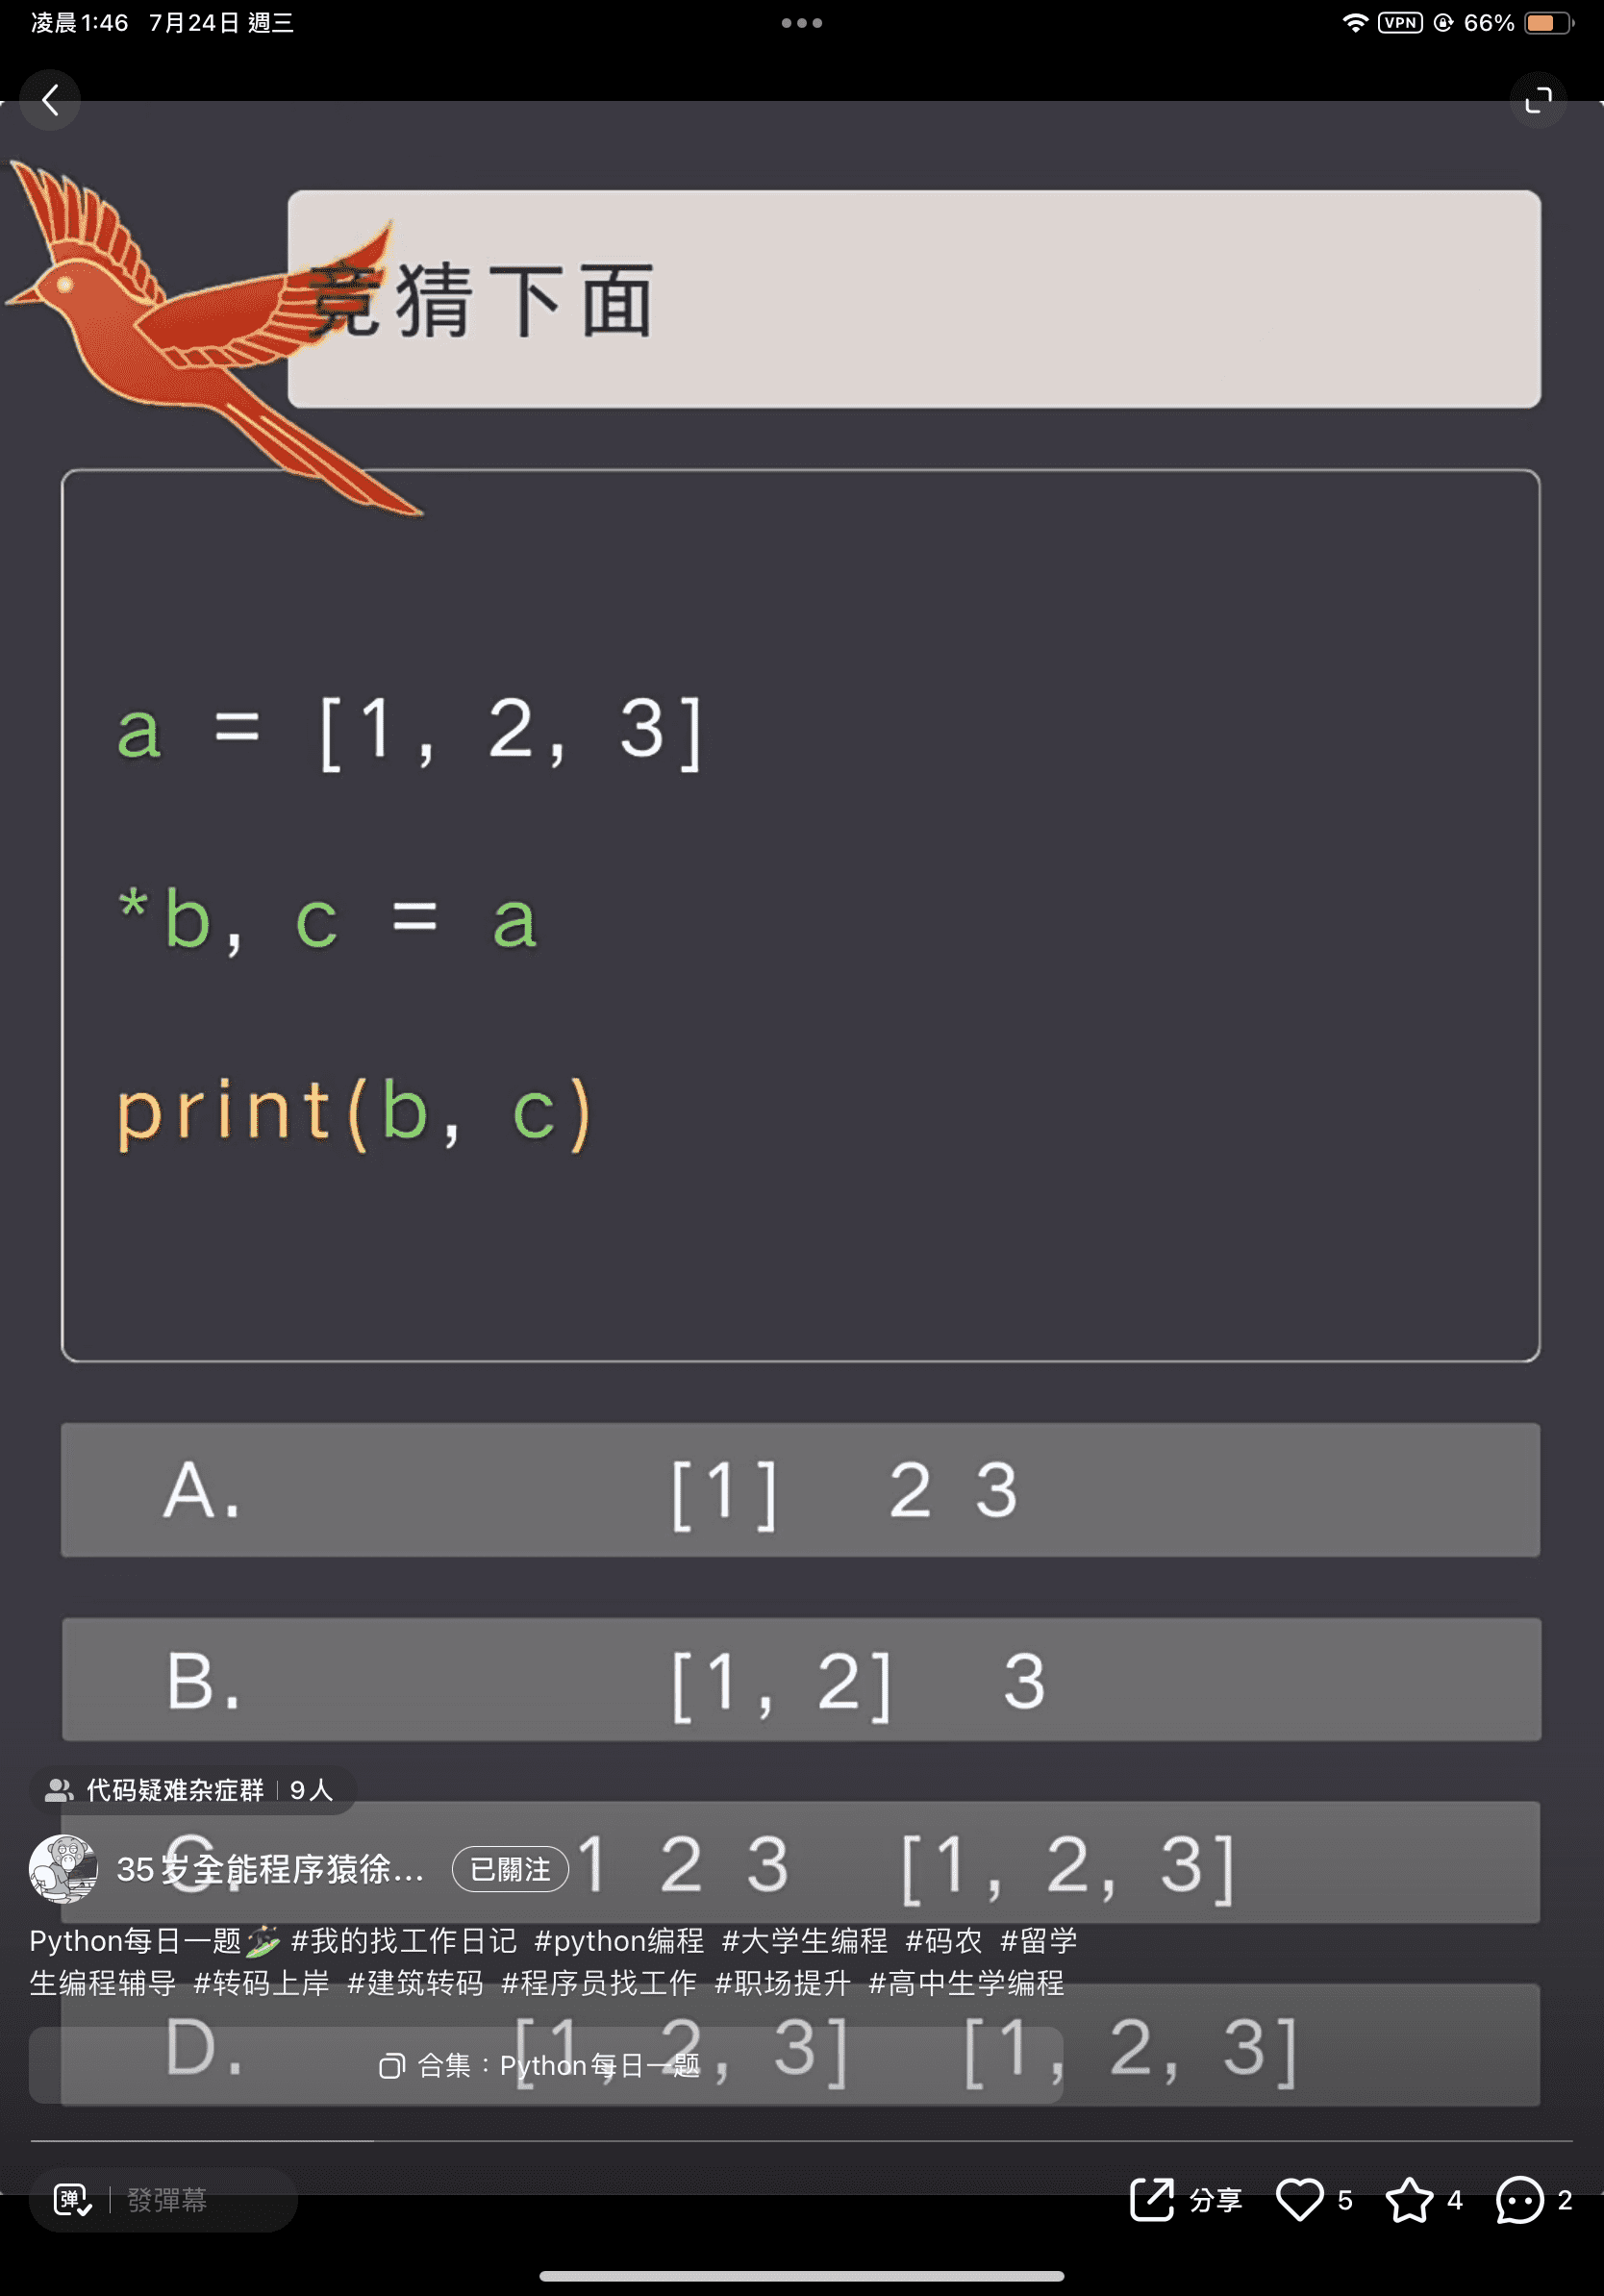 凌晨1:46 7月24日 週三
VPN 66%
竞猜下面
a = [1, 2, 3]
*b, c = a
print(b, c)
A. [1] 2 3
B. [1, 2] 3
代码疑难杂症群 9人
C. 1 2 3 [1, 2, 3]
35岁全能程序猿徐... 已關注
Python每日一题 #我的找工作日记 #python编程 #大学生编程 #码农 #留学
生编程辅导 #转码上岸 #建筑转码 #程序员找工作 #职场提升 #高中生学编程
D. [1, 2, 3] [1, 2, 3]
合集：Python每日一题
弹 發彈幕 分享 5 4 2